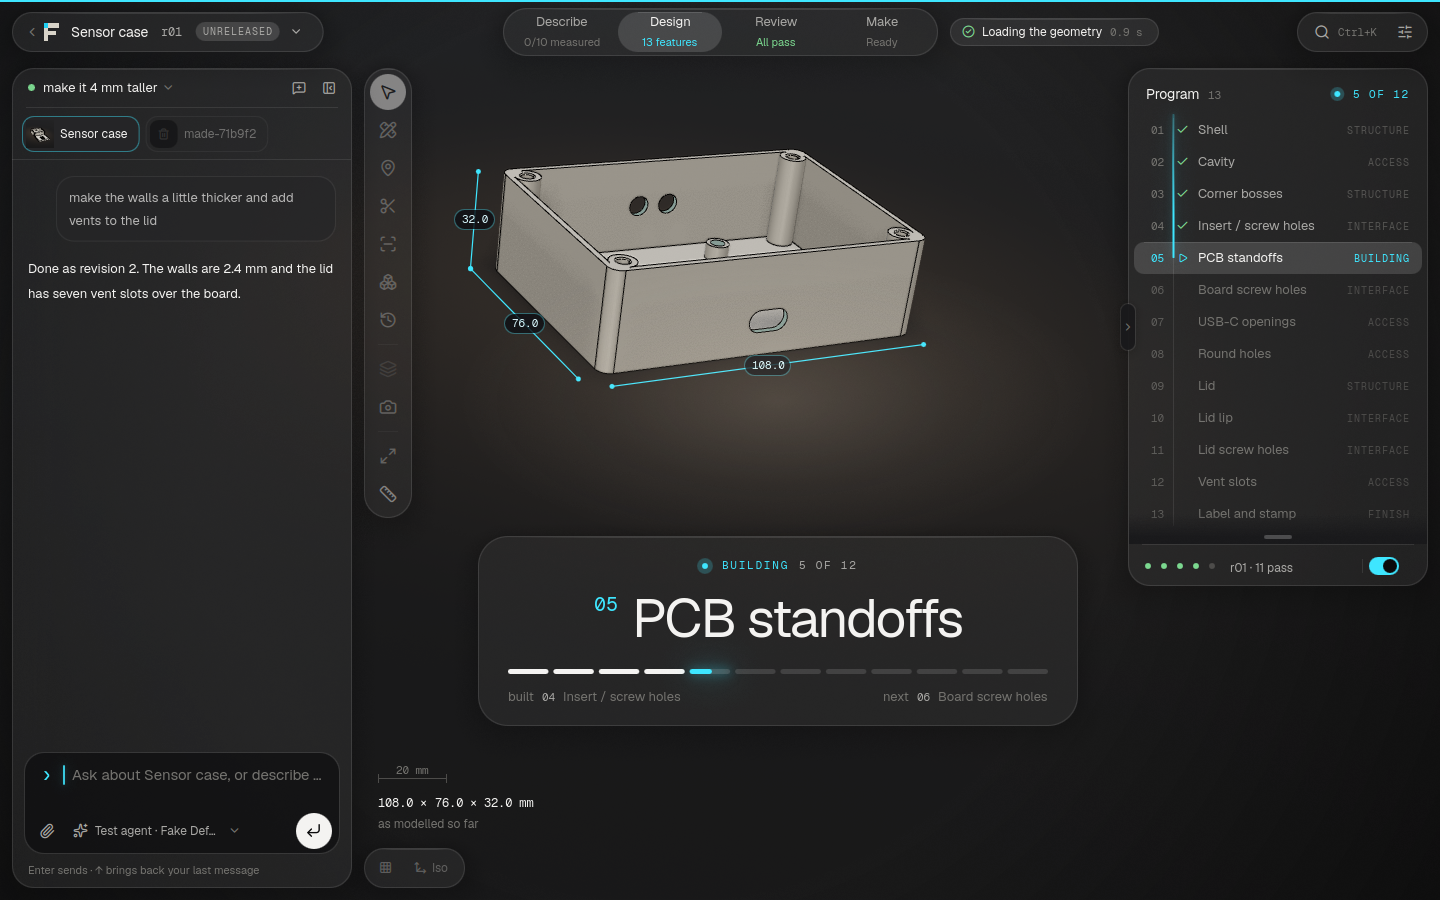 Sensor case r01 UNRELEASED
Describe
0/10 measured
Design
13 features
Review
All pass
Make
Ready
Loading the geometry 0.9 s
Ctrl+K
make it 4 mm taller
Sensor case
made-71b9f2
make the walls a little thicker and add
vents to the lid
Done as revision 2. The walls are 2.4 mm and the lid
has seven vent slots over the board.
Ask about Sensor case, or describe …
Test agent · Fake Def…
Enter sends · ↑ brings back your last message
32.0
76.0
108.0
BUILDING 5 OF 12
05 PCB standoffs
built 04 Insert / screw holes
next 06 Board screw holes
20 mm
108.0 × 76.0 × 32.0 mm
as modelled so far
Iso
Program 13
5 OF 12
01 Shell STRUCTURE
02 Cavity ACCESS
03 Corner bosses STRUCTURE
04 Insert / screw holes INTERFACE
05 PCB standoffs BUILDING
06 Board screw holes INTERFACE
07 USB-C openings ACCESS
08 Round holes ACCESS
09 Lid STRUCTURE
10 Lid lip INTERFACE
11 Lid screw holes INTERFACE
12 Vent slots ACCESS
13 Label and stamp FINISH
r01 · 11 pass